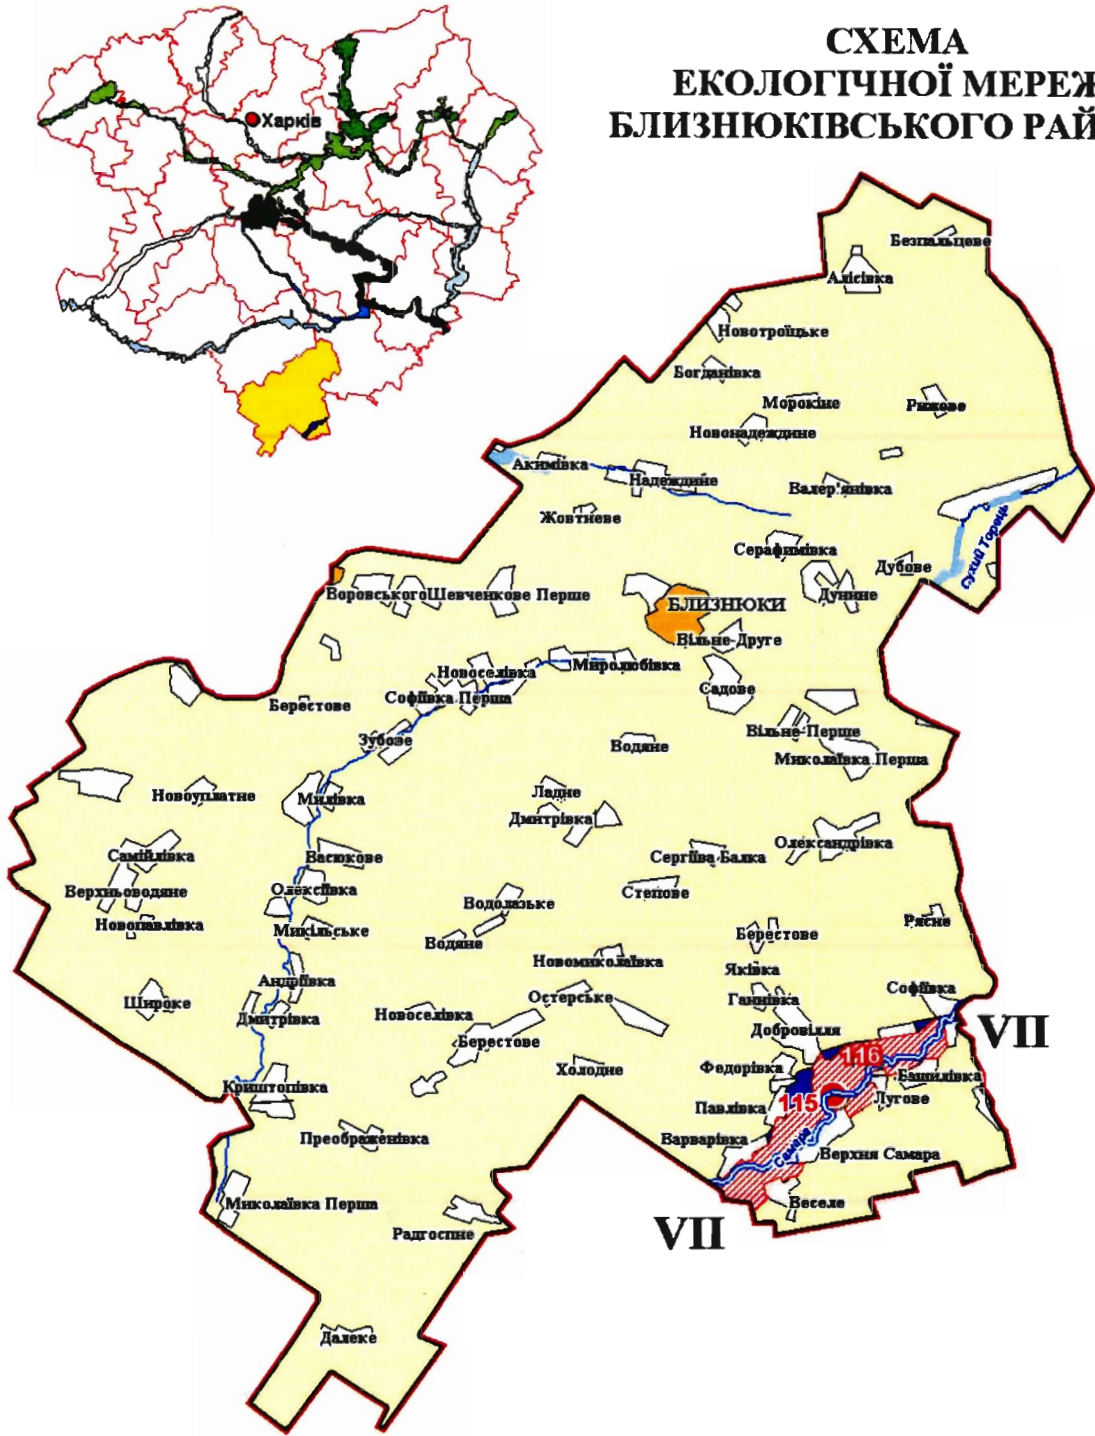 СХЕМА
ЕКОЛОГІЧНОЇ МЕРЕЖ
БЛИЗНЮКІВСЬКОГО РАЙ
Харків
Безпальцеве
Алісівка
Новотроїцьке
Богданівка
Морокіне
Рижове
Новонадеждине
Акимівка
Надеждине
Валер'янівка
Жовтневе
Сухий Торець
Серафимівка
Дубове
Дунине
Воровського
Шевченкове Перше
БЛИЗНЮКИ
Вільне-Друге
Миролюбівка
Новоселівка
Софіївка Перша
Садове
Берестове
Вільне-Перше
Зубове
Водяне
Миколаївка Перша
Новоуплатне
Милівка
Ладне
Дмитрівка
Олександрівка
Самійлівка
Васюкове
Сергіїва Балка
Верхньоводяне
Олексіївка
Степове
Водолазьке
Новопавлівка
Микільське
Водяне
Берестове
Рясне
Новомиколаївка
Яківка
Андріївка
Софіївка
Широке
Остерське
Ганнівка
Дмитрівка
Новоселівка
Добровілля
VII
Берестове
116
Холодне
Федорівка
Башилівка
Криштопівка
115
Лугове
Павлівка
Преображенівка
Варварівка
Самара
Верхня Самара
Миколаївка Перша
Веселе
Радгоспне
VII
Далеке